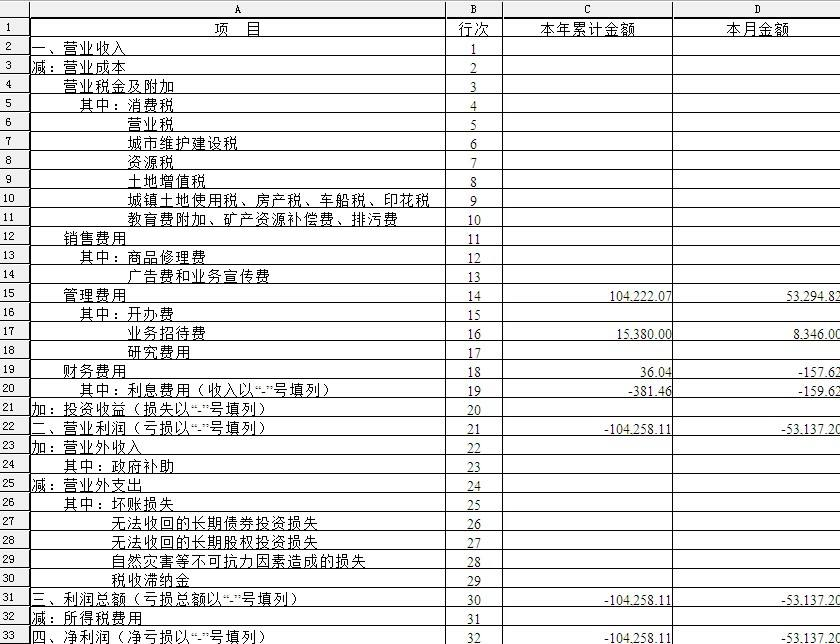 A B C D
1 项 目 行次 本年累计金额 本月金额
2 一、营业收入 1
3 减：营业成本 2
4 营业税金及附加 3
5 其中：消费税 4
6 营业税 5
7 城市维护建设税 6
8 资源税 7
9 土地增值税 8
10 城镇土地使用税、房产税、车船税、印花税 9
11 教育费附加、矿产资源补偿费、排污费 10
12 销售费用 11
13 其中：商品修理费 12
14 广告费和业务宣传费 13
15 管理费用 14 104,222.07 53,294.82
16 其中：开办费 15
17 业务招待费 16 15,380.00 8,346.00
18 研究费用 17
19 财务费用 18 36.04 -157.62
20 其中：利息费用（收入以“-”号填列） 19 -381.46 -159.62
21 加：投资收益（损失以“-”号填列） 20
22 二、营业利润（亏损以“-”号填列） 21 -104,258.11 -53,137.20
23 加：营业外收入 22
24 其中：政府补助 23
25 减：营业外支出 24
26 其中：坏账损失 25
27 无法收回的长期债券投资损失 26
28 无法收回的长期股权投资损失 27
29 自然灾害等不可抗力因素造成的损失 28
30 税收滞纳金 29
31 三、利润总额（亏损总额以“-”号填列） 30 -104,258.11 -53,137.20
32 减：所得税费用 31
33 四、净利润（净亏损以“-”号填列） 32 -104,258.11 -53,137.20